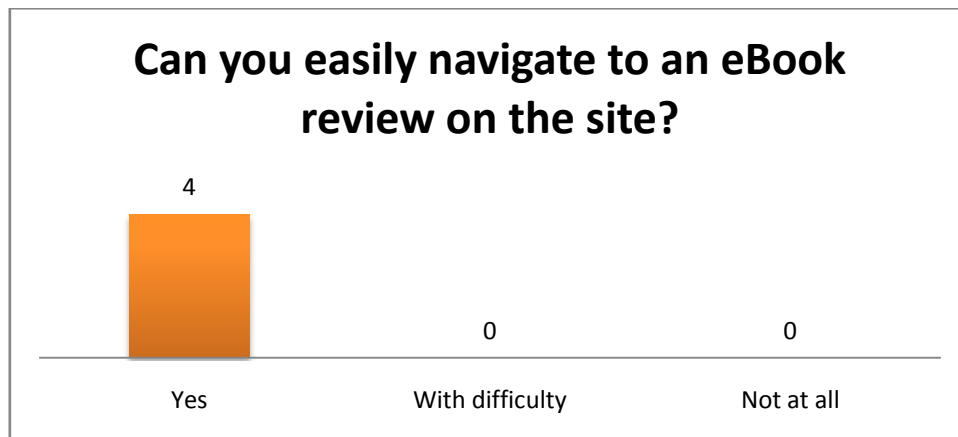 Can you easily navigate to an eBook
review on the site?
4
0
0
Yes
With difficulty
Not at all